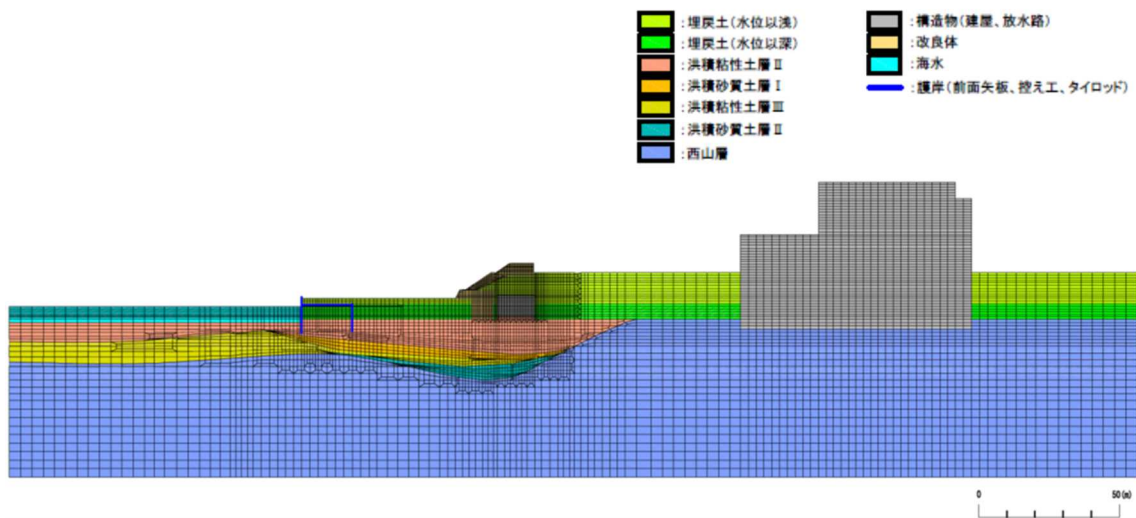 :埋戻土(水位以浅)
:埋戻土(水位以深)
:洪積粘性土層Ⅱ
:洪積砂質土層Ⅰ
:洪積粘性土層Ⅲ
:洪積砂質土層Ⅱ
:西山層
:構造物(建屋、放水路)
:改良体
:海水
:護岸(前面矢板、控え工、タイロッド)
0 50(m)